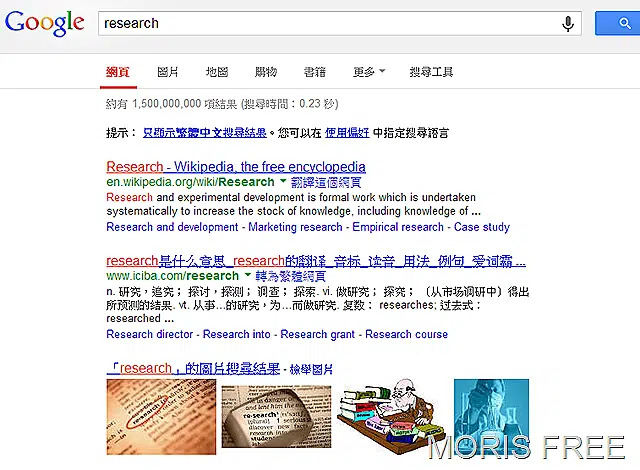 Google
research
網頁 圖片 地圖 購物 書籍 更多 搜尋工具
約有 1,500,000,000 項結果 (搜尋時間：0.23 秒)
提示： 只顯示繁體中文搜尋結果。您可以在 使用偏好 中指定搜尋語言
Research - Wikipedia, the free encyclopedia
en.wikipedia.org/wiki/Research 翻譯這個網頁
Research and experimental development is formal work which is undertaken
systematically to increase the stock of knowledge, including knowledge of ...
Research and development - Marketing research - Empirical research - Case study
research是什么意思_research的翻译_音标_读音_用法_例句_爱词霸 ...
www.iciba.com/research 轉為繁體網頁
n. 研究，追究； 探讨，探测； 调查； 探索. vi. 做研究； 探究； 〔从市场调研中〕得出
所预测的结果. vt. 从事...的研究，为...而做研究. 复数： researches; 过去式：
researched ...
Research director - Research into - Research grant - Research course
「research」的圖片搜尋結果 - 檢舉圖片
research
re·search
MORIS FREE